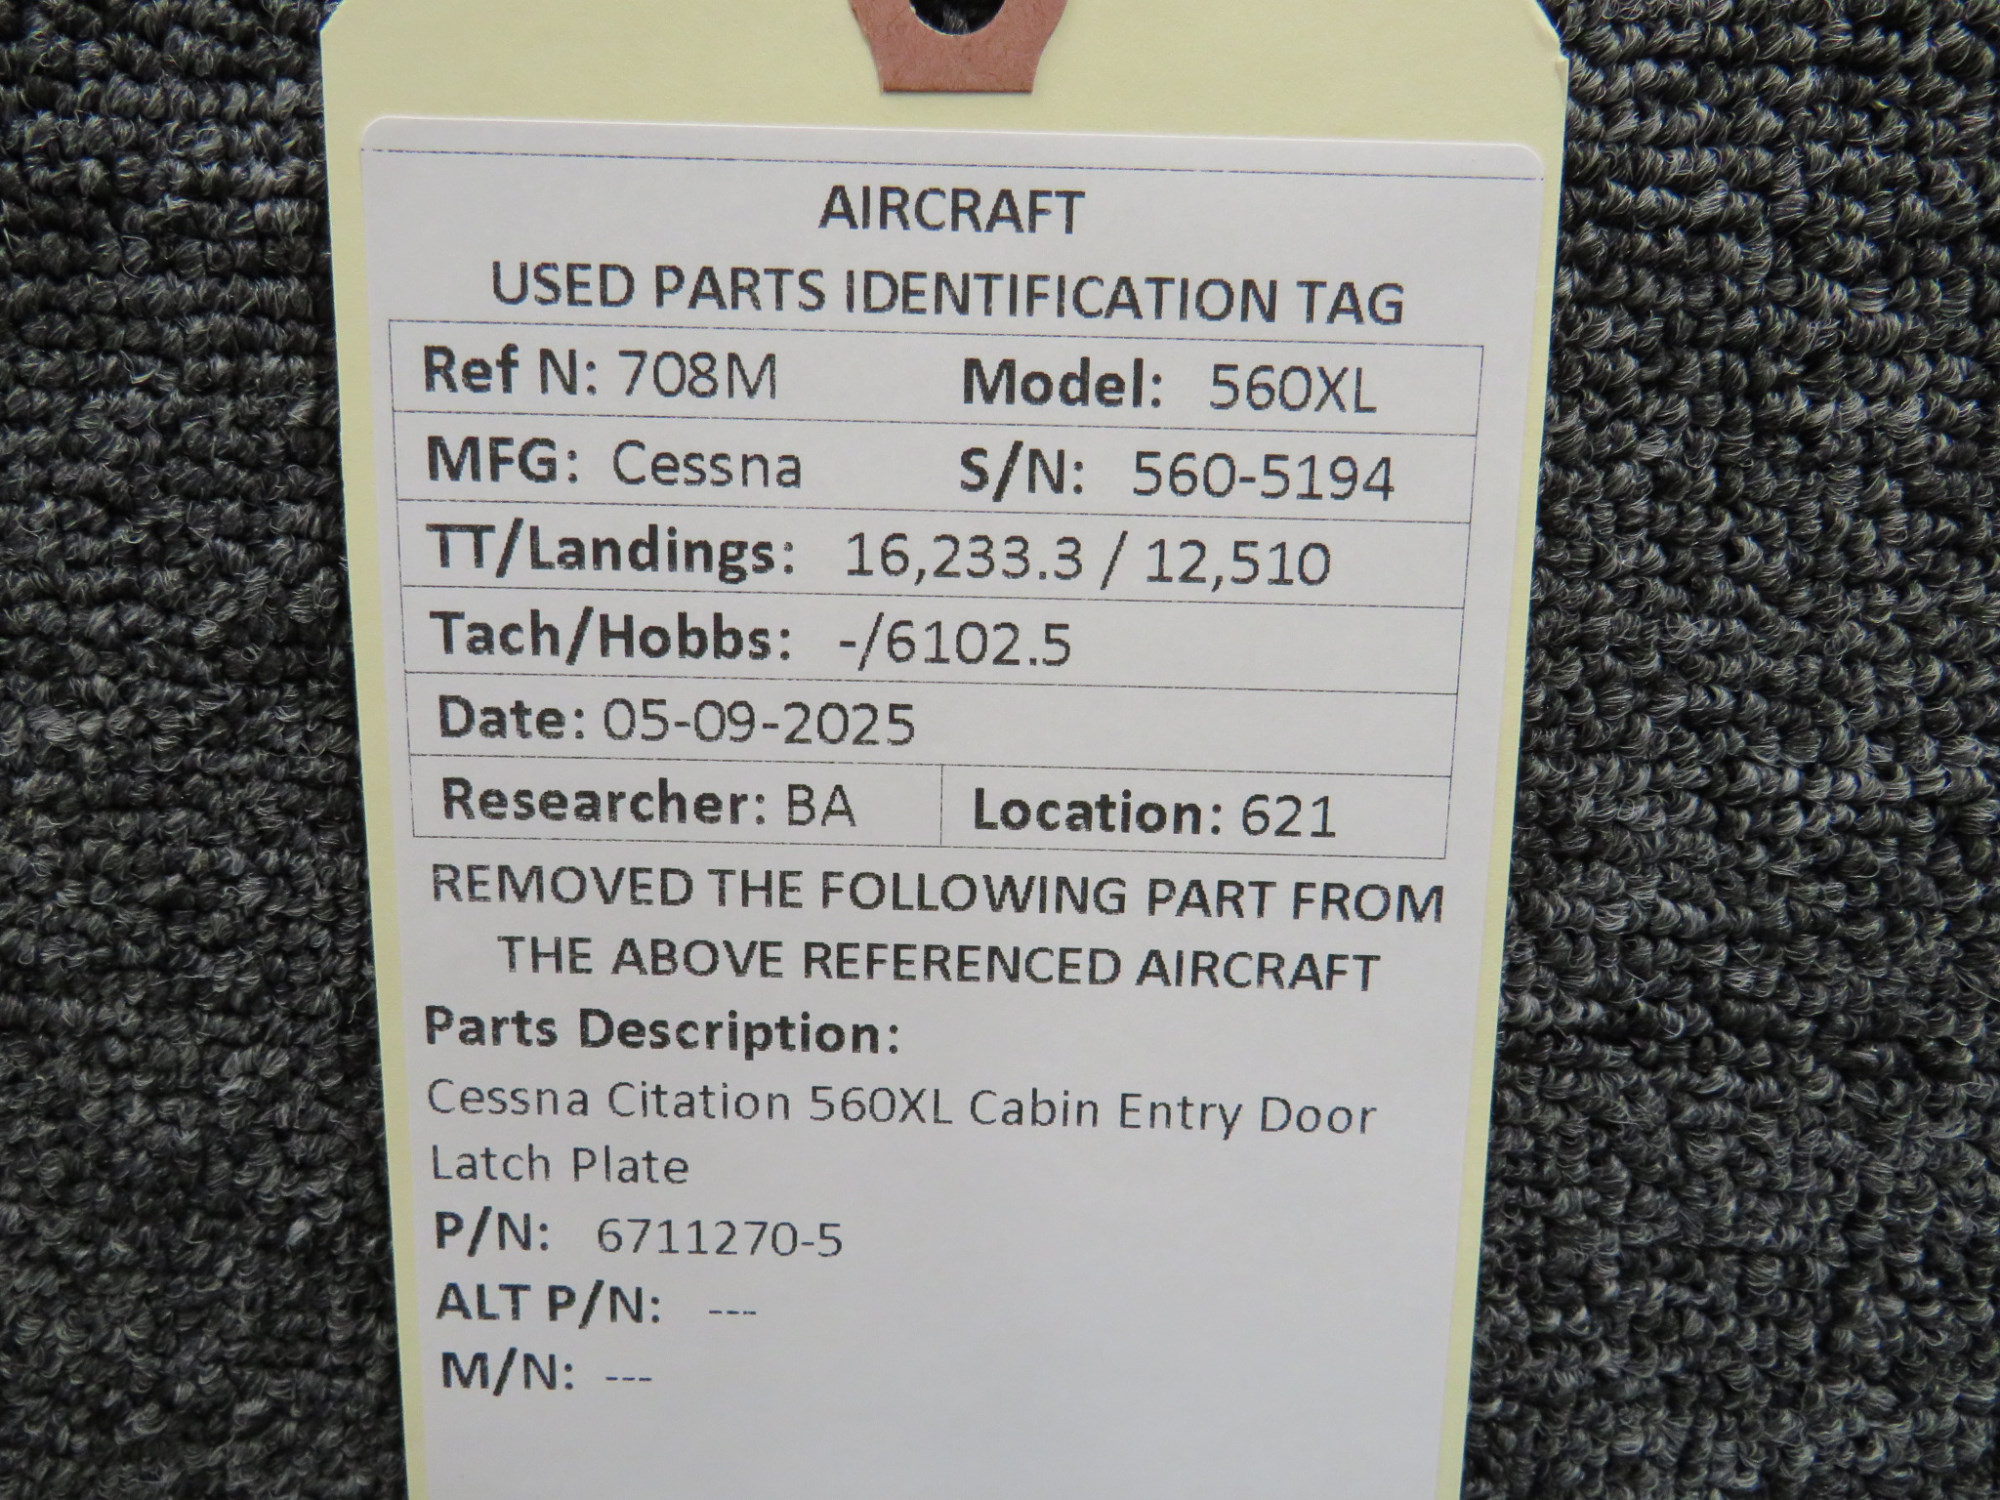 AIRCRAFT
USED PARTS IDENTIFICATION TAG
Ref N: 708M Model: 560XL
MFG: Cessna S/N: 560-5194
TT/Landings: 16,233.3 / 12,510
Tach/Hobbs: -/6102.5
Date: 05-09-2025
Researcher: BA Location: 621
REMOVED THE FOLLOWING PART FROM
THE ABOVE REFERENCED AIRCRAFT
Parts Description:
Cessna Citation 560XL Cabin Entry Door
Latch Plate
P/N: 6711270-5
ALT P/N: ---
M/N: ---